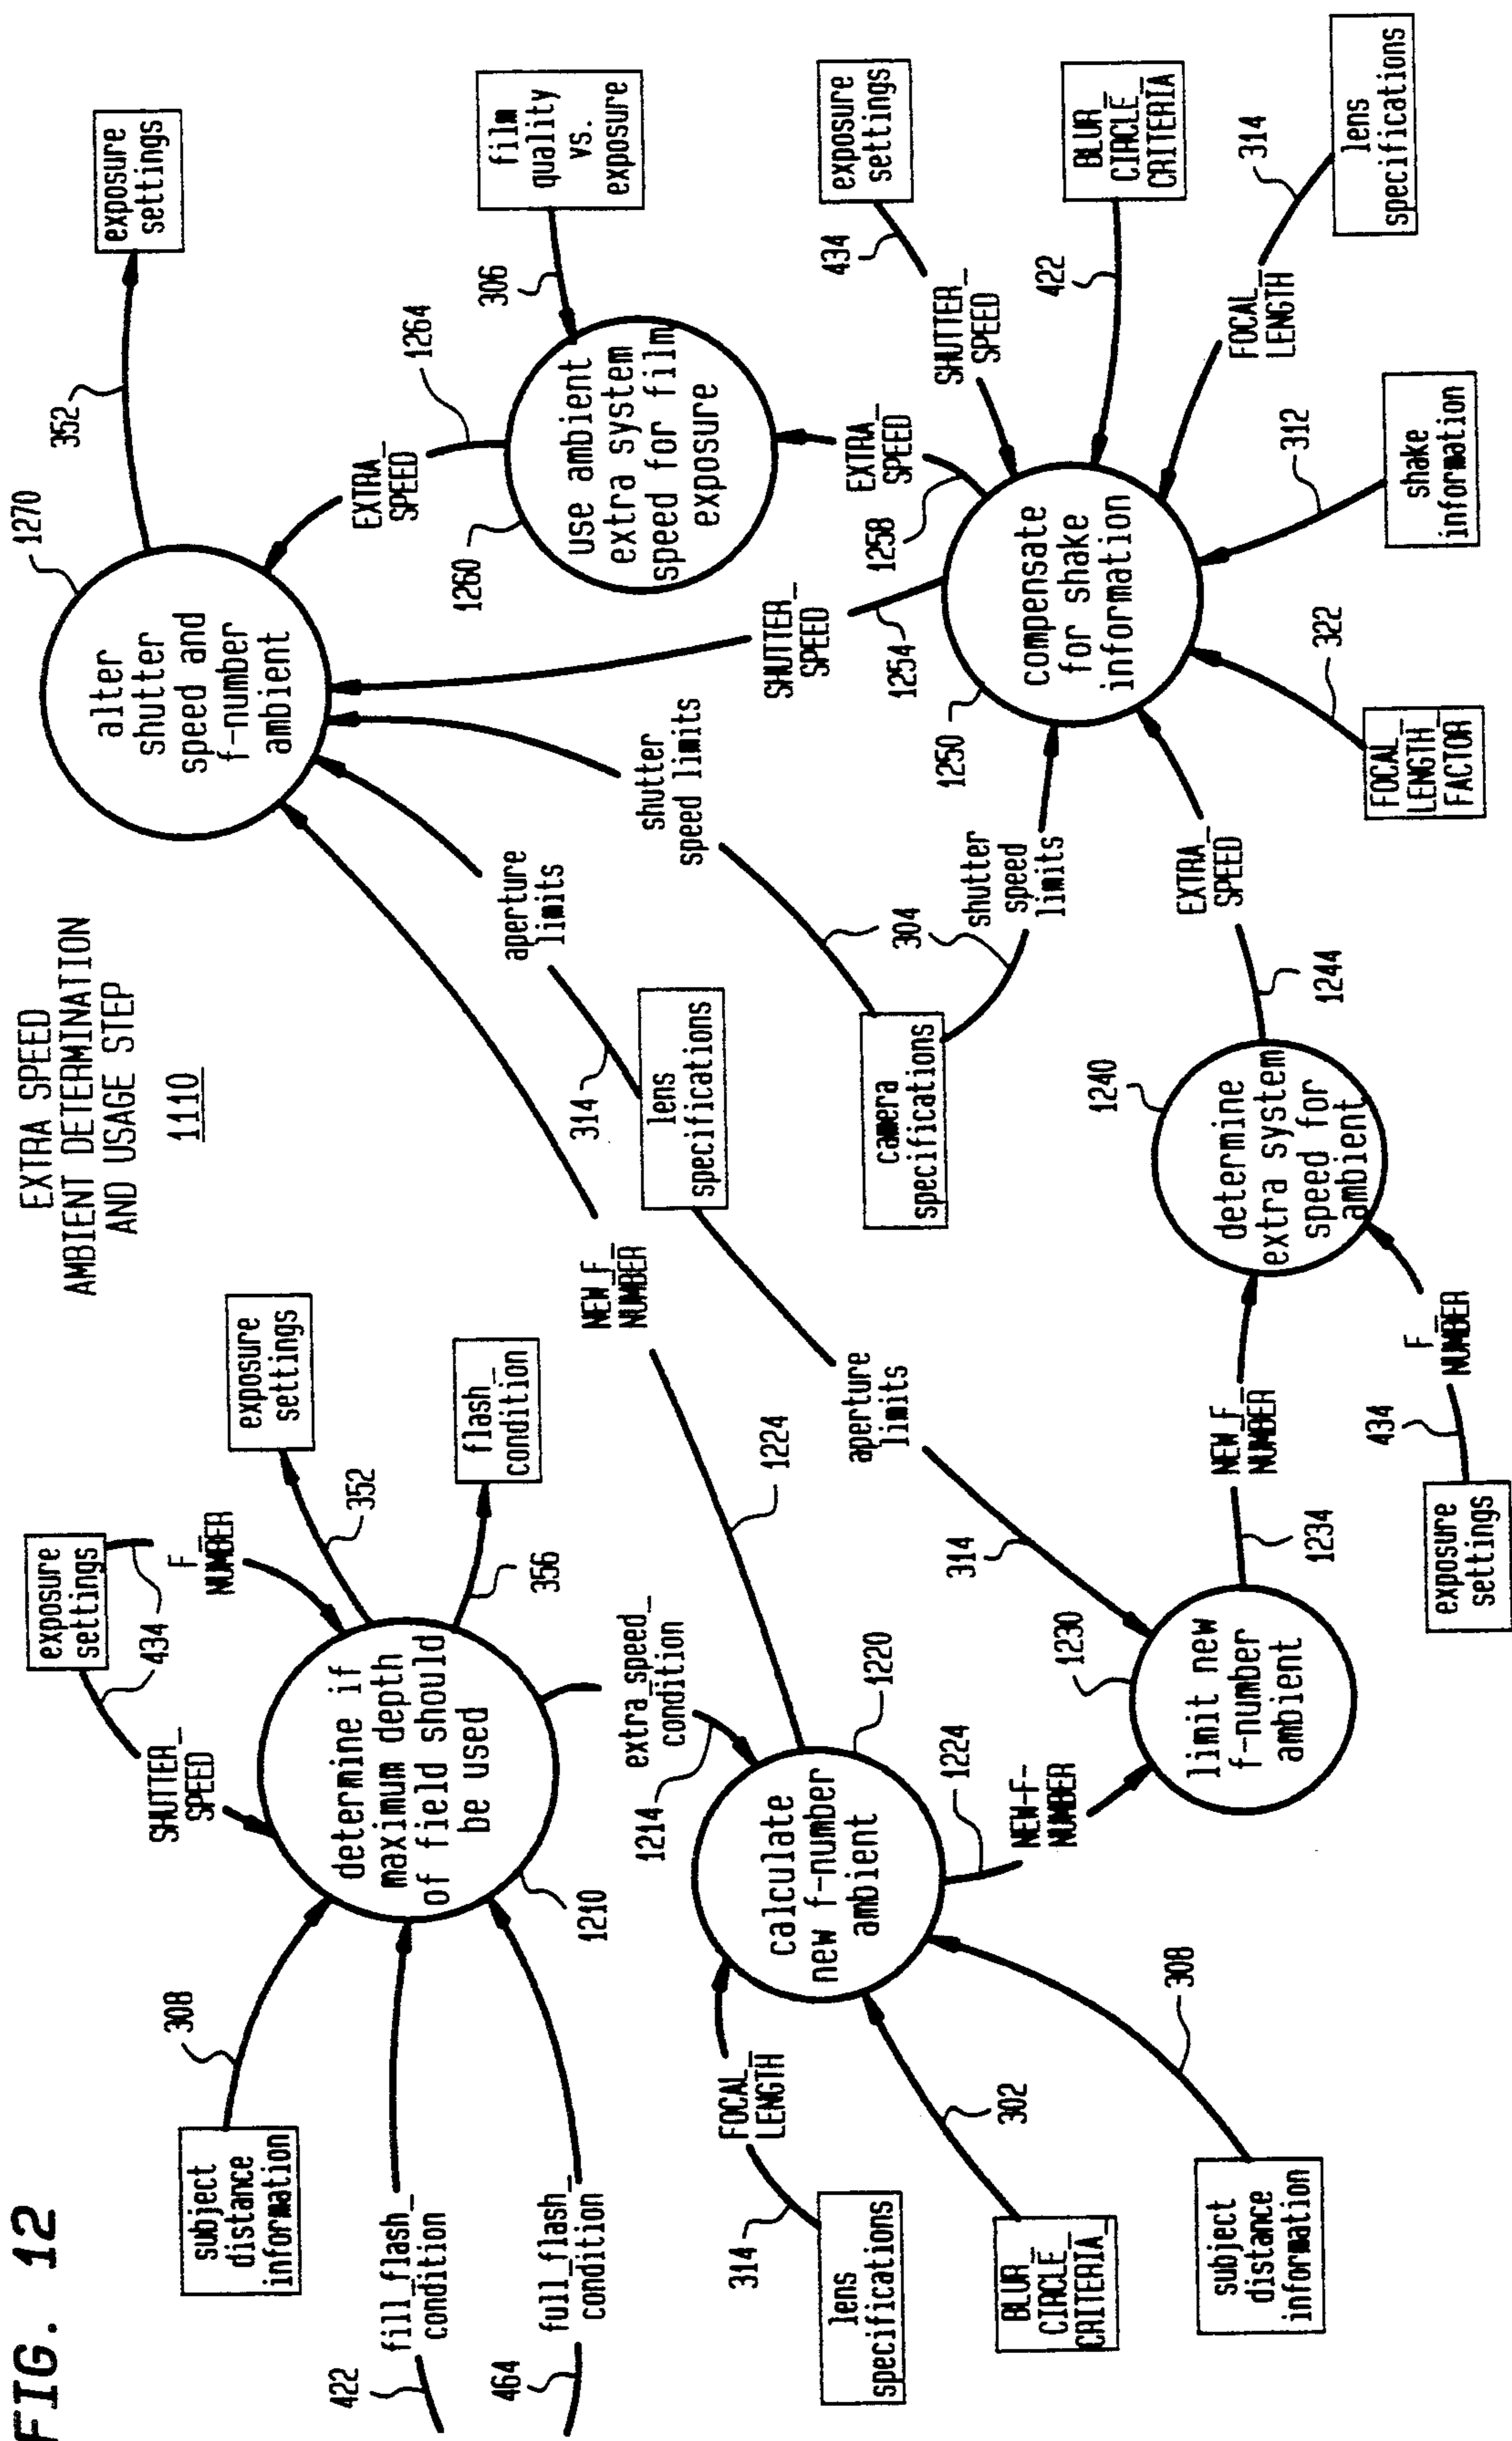 FIG. 12
EXTRA SPEED
AMBIENT DETERMINATION
AND USAGE STEP
1110
subject
distance
information
308
fill_flash_
condition
422
full_flash_
condition
464
exposure
settings
434
SHUTTER_
SPEED
F_
NUMBER
determine if
maximum depth
of field should
be used
1210
352
exposure
settings
356
flash_
condition
extra_speed_
condition
1214
lens
specifications
314
FOCAL_
LENGTH
BLUR_
CIRCLE_
CRITERIA
302
subject
distance
information
308
calculate
new f-number
ambient
1220
1224
NEW_F_
NUMBER
1224
NEW-F-
NUMBER
limit new
f-number
ambient
1230
314
aperture
limits
lens
specifications
314
aperture
limits
1234
NEW_F_
NUMBER
exposure
settings
434
F_
NUMBER
determine
extra system
speed for
ambient
1240
1244
EXTRA_
SPEED
camera
specifications
304
shutter
speed limits
shutter
speed
limits
compensate
for shake
information
1250
FOCAL_
LENGTH_
FACTOR
322
shake
information
312
lens
specifications
314
FOCAL_
LENGTH
BLUR_
CIRCLE_
CRITERIA
422
exposure
settings
434
SHUTTER_
SPEED
1254
SHUTTER_
SPEED
1258
EXTRA_
SPEED
use ambient
extra system
speed for film
exposure
1260
film
quality
vs.
exposure
306
1264
EXTRA_
SPEED
alter
shutter
speed and
f-number
ambient
1270
352
exposure
settings